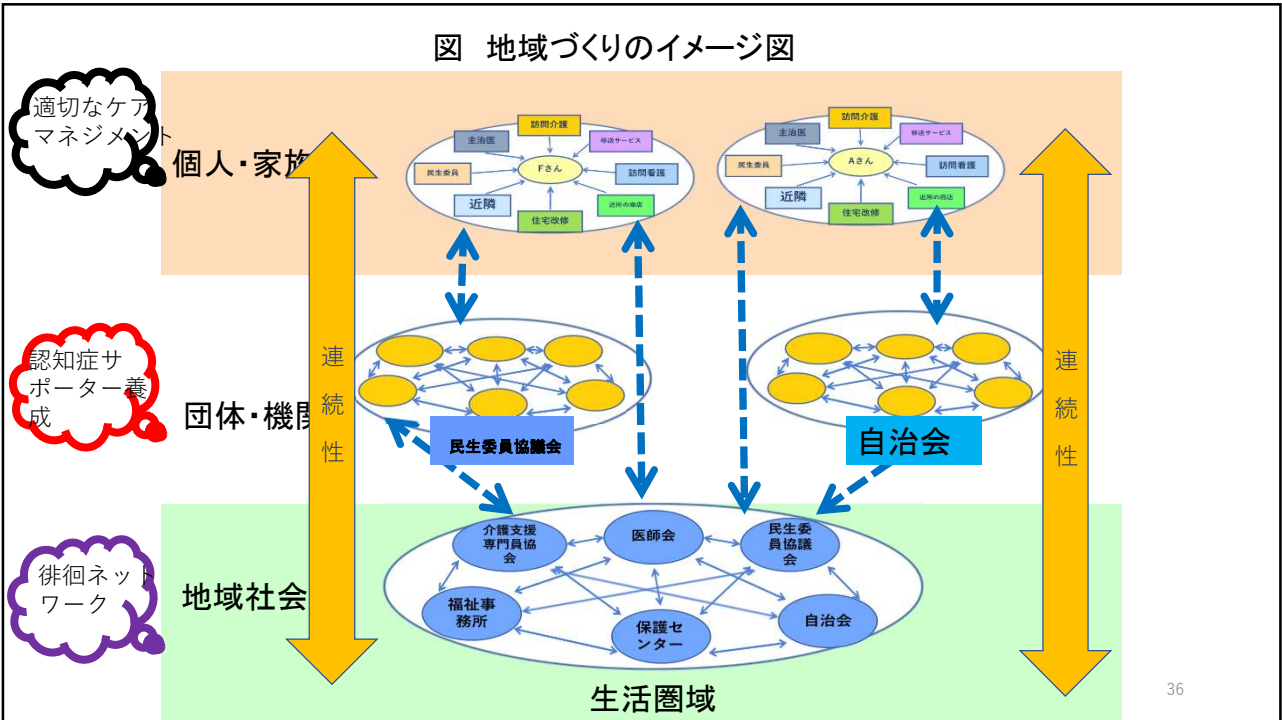 図 地域づくりのイメージ図
適切なケア
マネジメント
個人・家族
訪問介護
主治医
移送サービス
民生委員
Fさん
訪問看護
近隣
近所の商店
住宅改修
訪問介護
主治医
移送サービス
民生委員
Aさん
訪問看護
近隣
近所の商店
住宅改修
認知症サ
ポーター養
成
団体・機関
連続性
民生委員協議会
自治会
連続性
徘徊ネット
ワーク
地域社会
介護支援
専門員協
会
医師会
民生委
員協議
会
福祉事
務所
保護セ
ンター
自治会
生活圏域
36